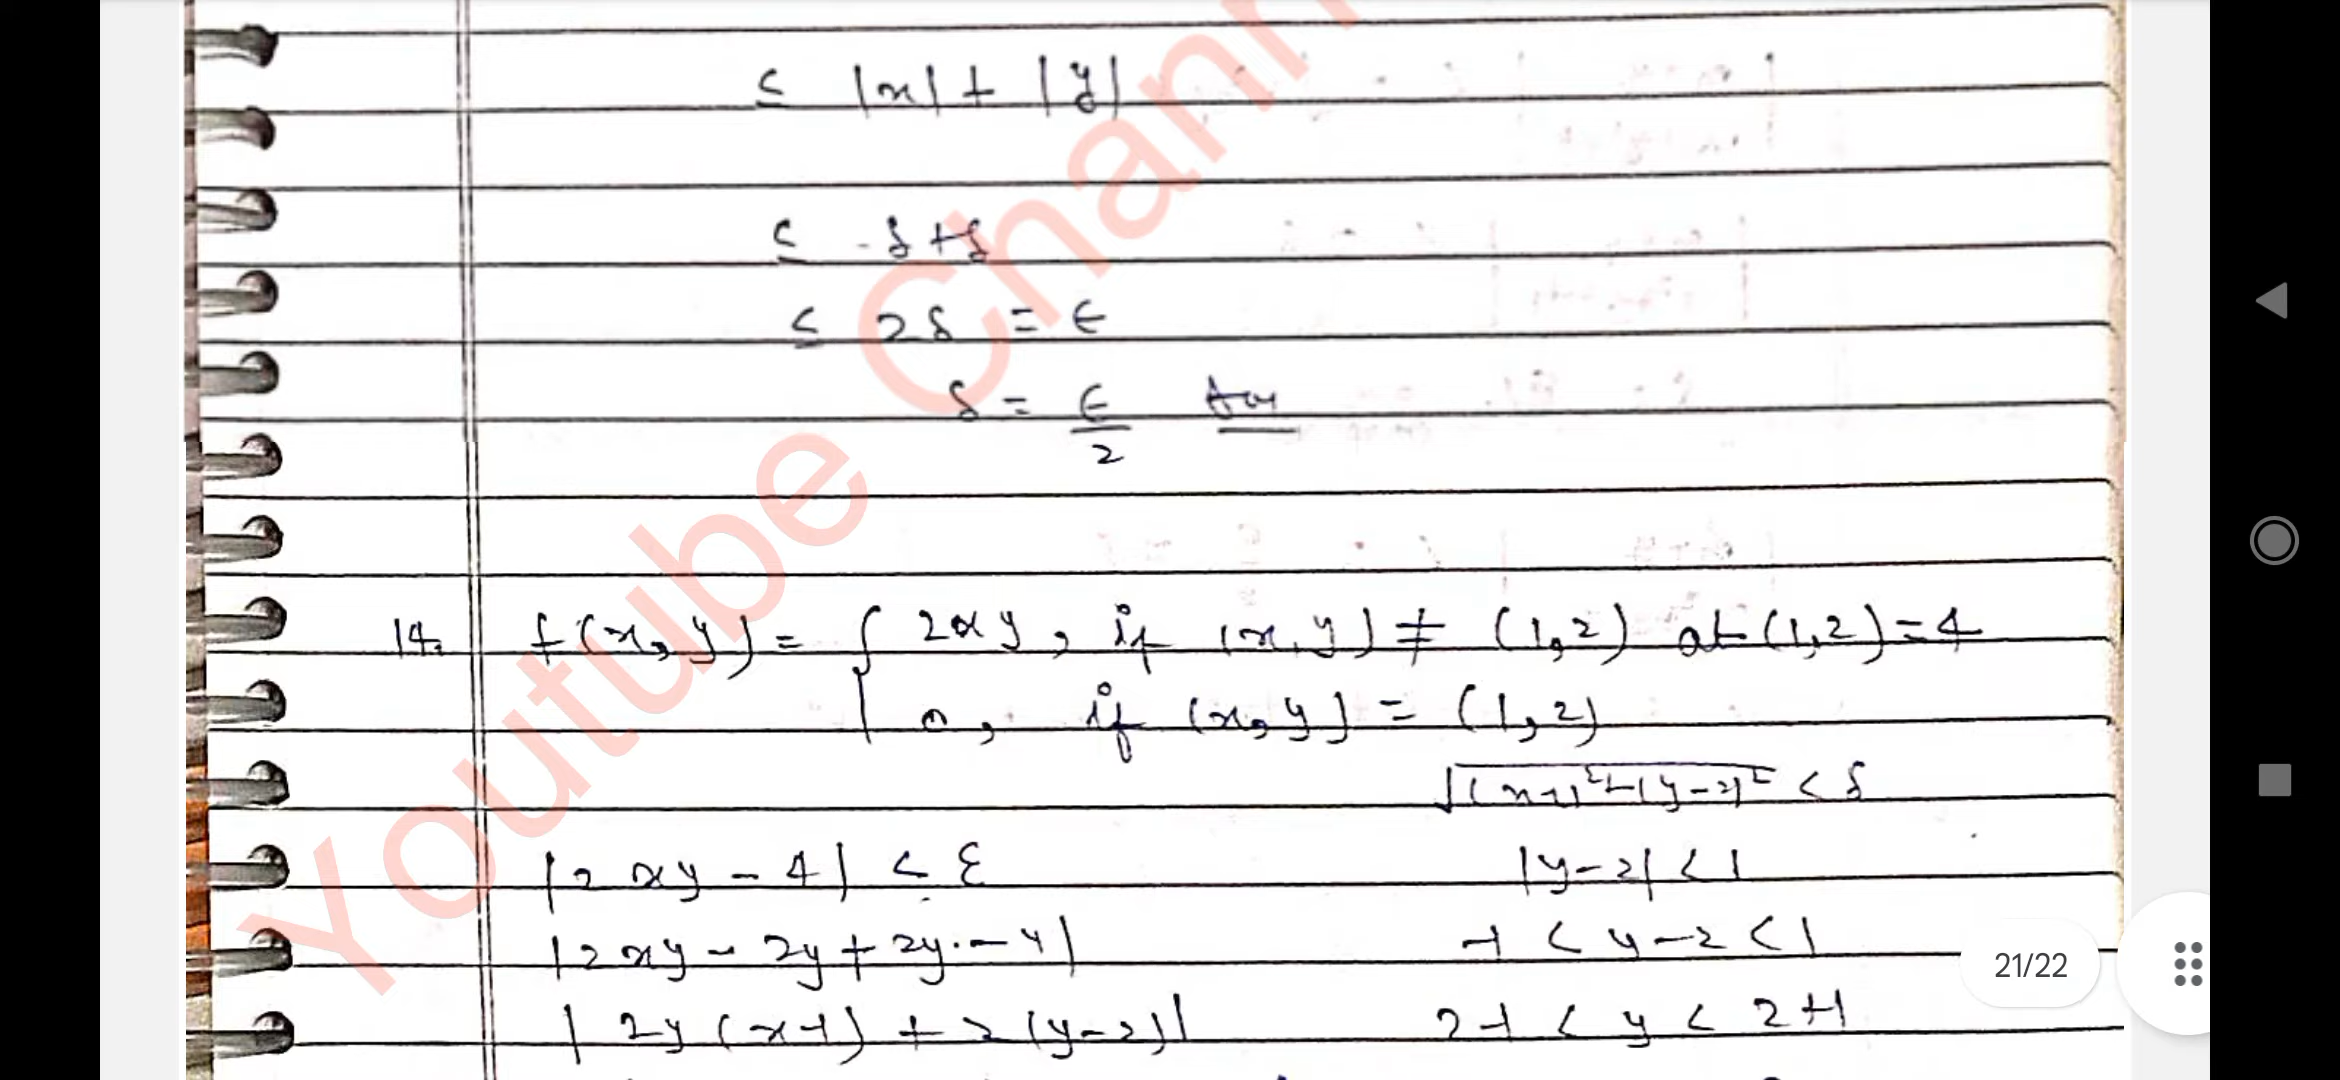 ≤ |x| + |y|
≤ δ+δ
≤ 2δ = ϵ
δ = ϵ/2 Ans
14. f(x,y) = { 2xy, if (x,y) ≠ (1,2) at (1,2) = 4
0, if (x,y) = (1,2)
√((x-1)²+(y-2)²) < δ
|2xy - 4| < ε |y-2| < 1
|2xy - 2y + 2y - 4| -1 < y-2 < 1
|2y(x-1) + 2(y-2)| 2-1 < y < 2+1
Youtube Chann
21/22